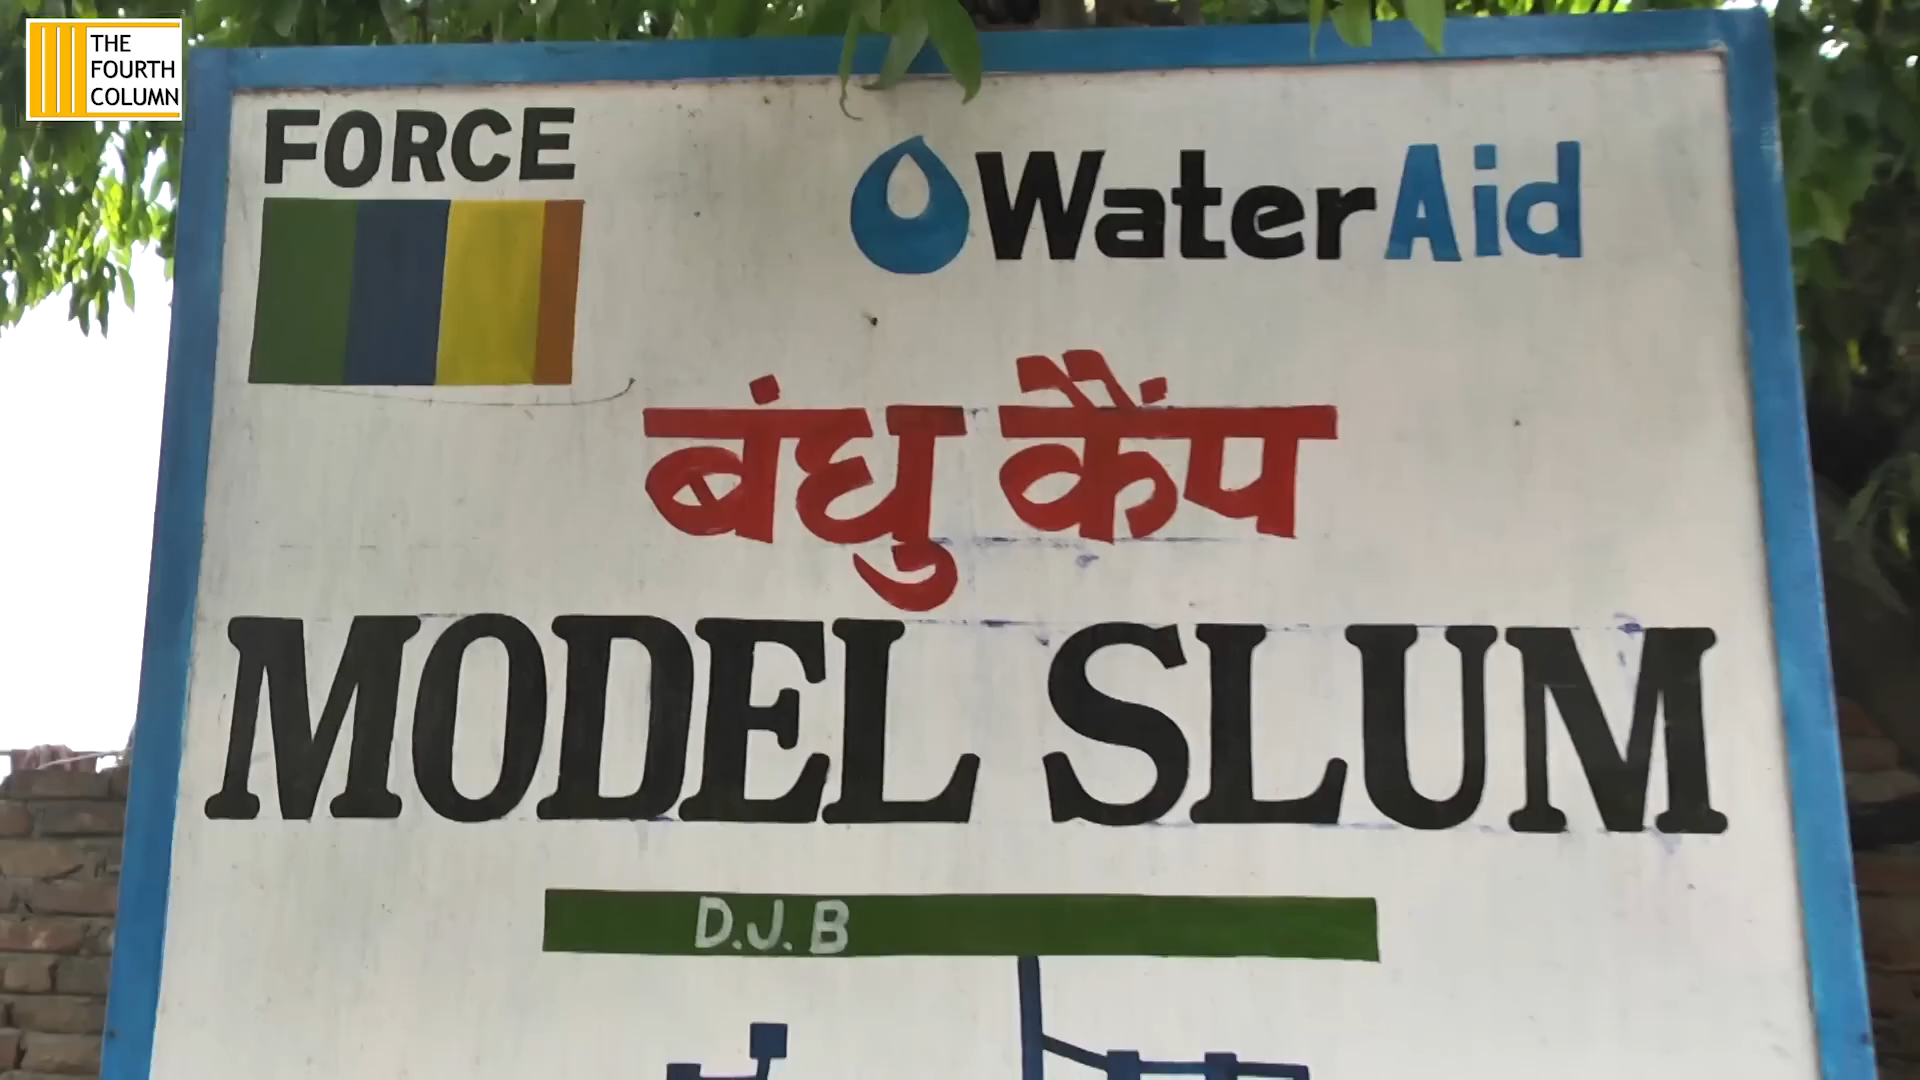 THE
FOURTH
COLUMN
FORCE
WaterAid
बंधु कैंप
MODEL SLUM
D.J.B